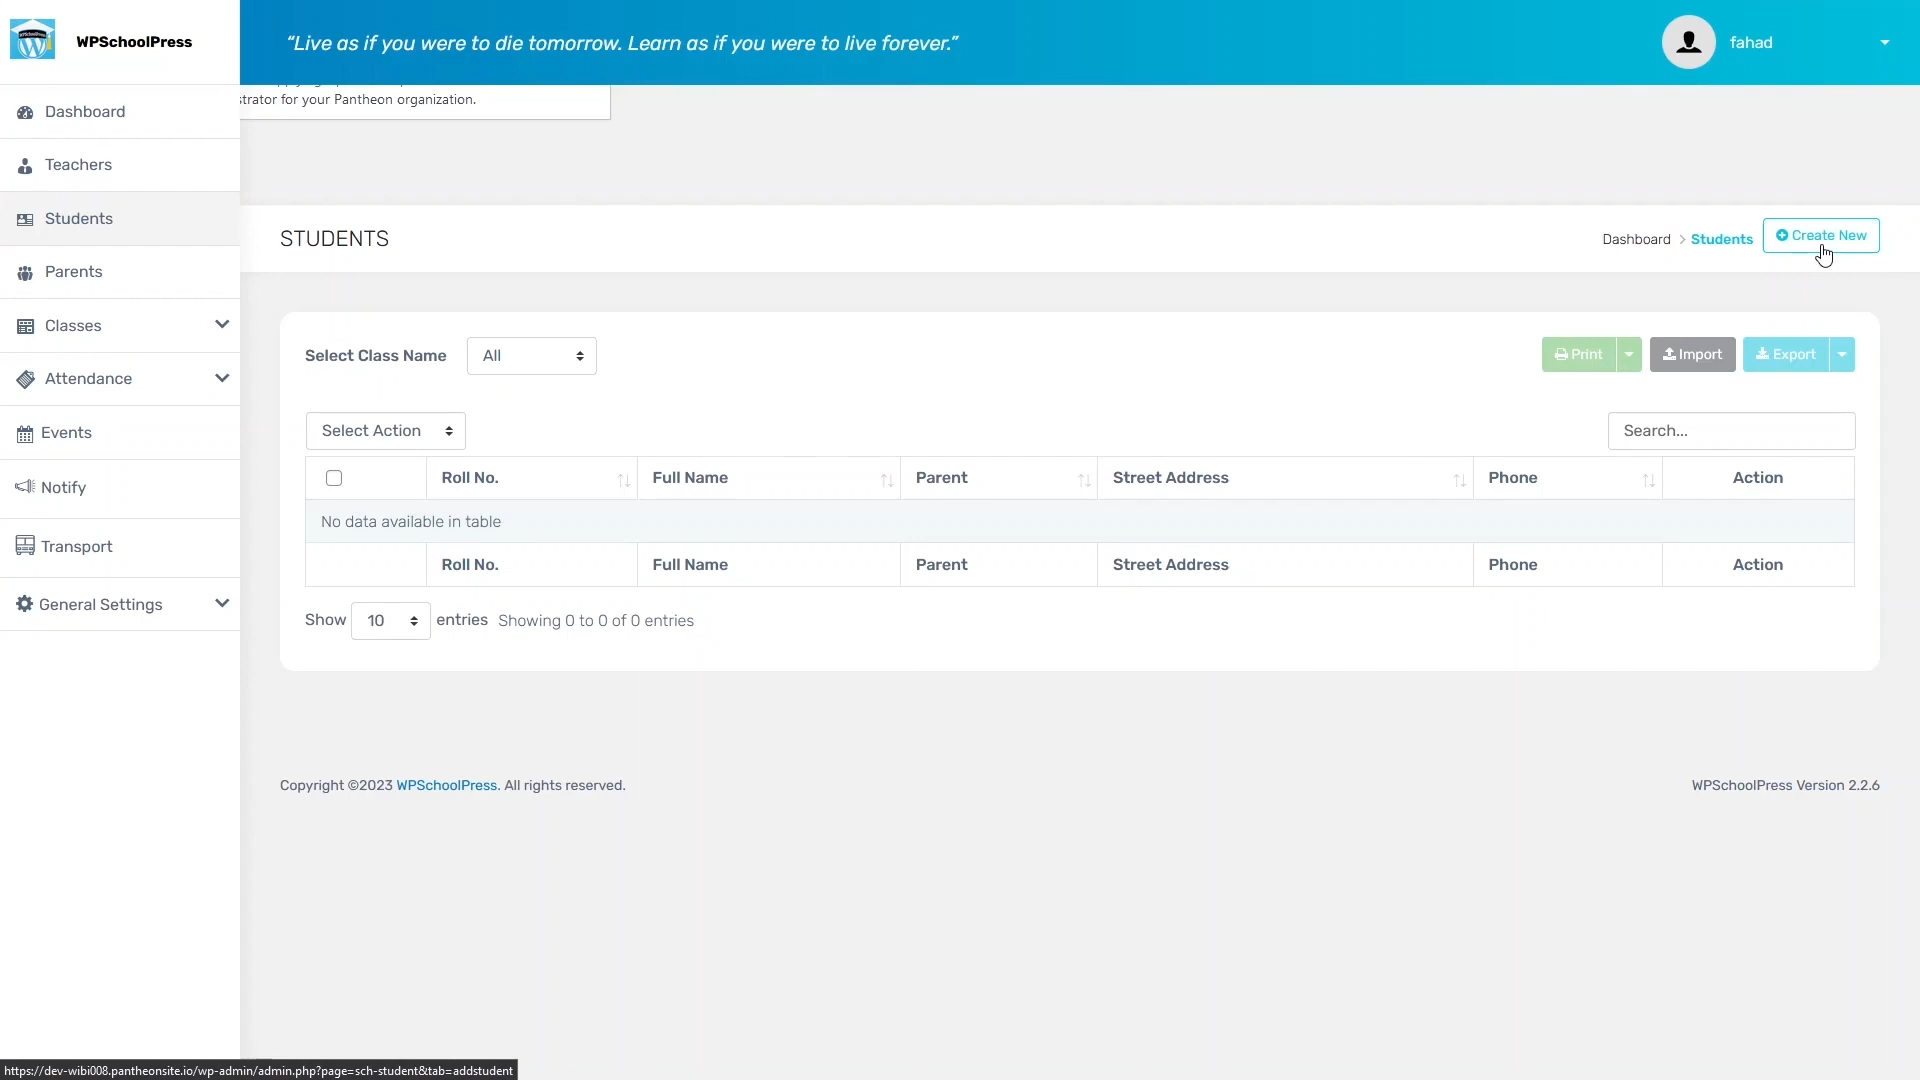 WPSchoolPress
“Live as if you were to die tomorrow. Learn as if you were to live forever.”
fahad
strator for your Pantheon organization.
Dashboard
Teachers
Students
Parents
Classes
Attendance
Events
Notify
Transport
General Settings
STUDENTS
Dashboard > Students
Create New
Select Class Name
All
Print
Import
Export
Select Action
Search...
Roll No. Full Name Parent Street Address Phone Action
No data available in table
Roll No. Full Name Parent Street Address Phone Action
Show 10 entries Showing 0 to 0 of 0 entries
Copyright ©2023 WPSchoolPress. All rights reserved.
WPSchoolPress Version 2.2.6
https://dev-wibi008.pantheonsite.io/wp-admin/admin.php?page=sch-student&tab=addstudent